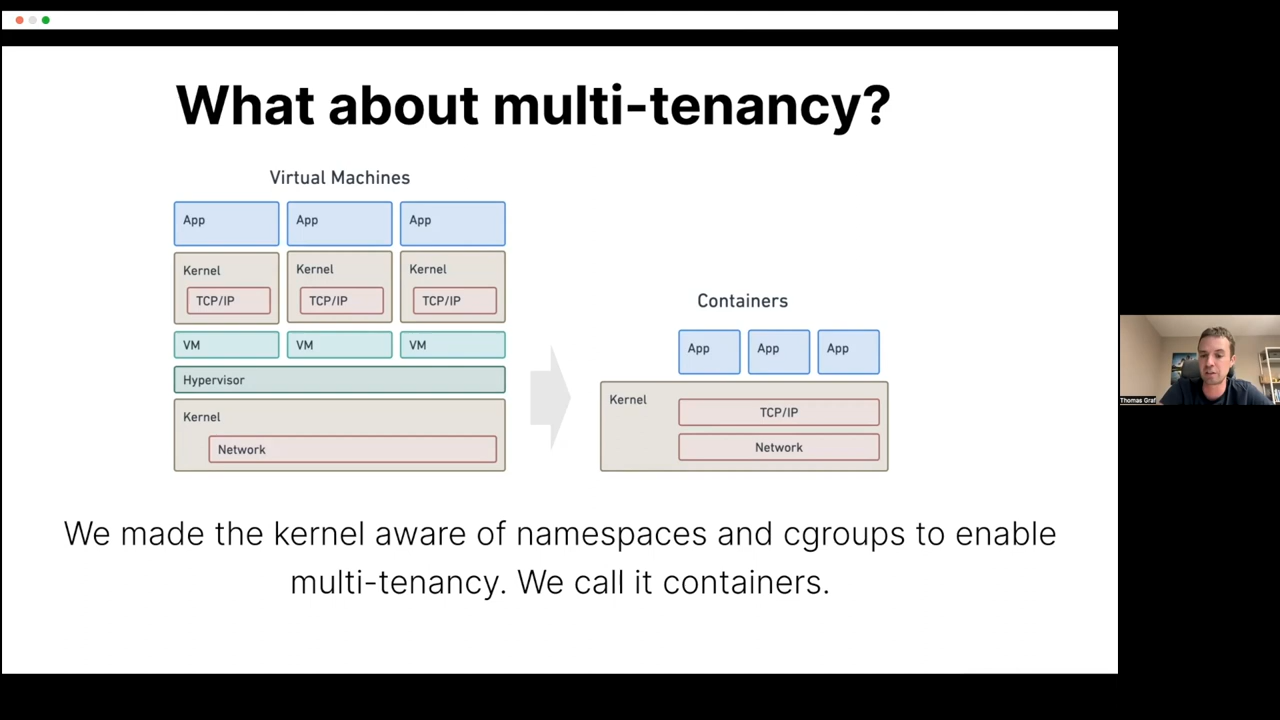 What about multi-tenancy?
Virtual Machines
App
App
App
Kernel
TCP/IP
Kernel
TCP/IP
Kernel
TCP/IP
VM
VM
VM
Hypervisor
Kernel
Network
Containers
App
App
App
Kernel
TCP/IP
Network
We made the kernel aware of namespaces and cgroups to enable
multi-tenancy. We call it containers.
Thomas Graf